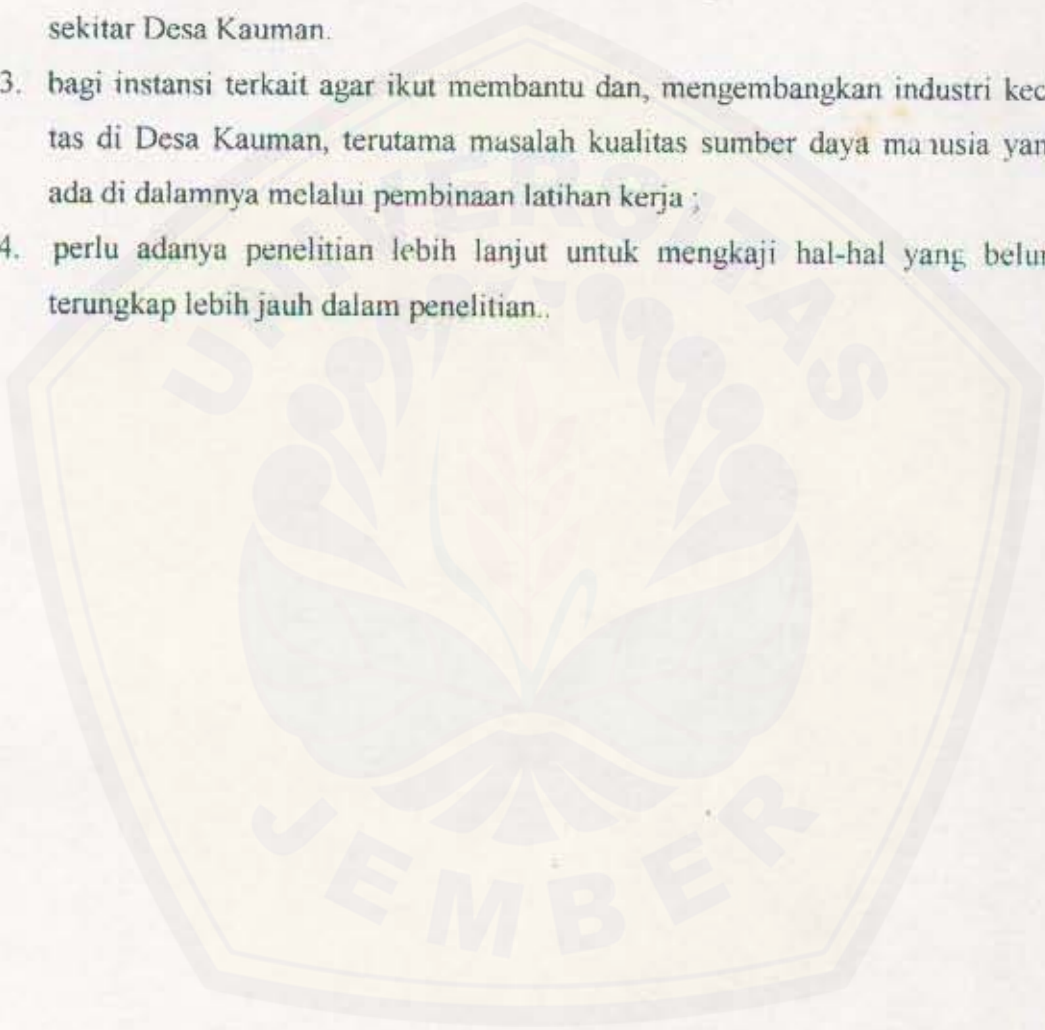 sekitar Desa Kauman.
3. bagi instansi terkait agar ikut membantu dan, mengembangkan industri kec
tas di Desa Kauman, terutama masalah kualitas sumber daya manusia yan
ada di dalamnya melalui pembinaan latihan kerja ;
4. perlu adanya penelitian lebih lanjut untuk mengkaji hal-hal yang belu
terungkap lebih jauh dalam penelitian..
UNIVERSITAS
JEMBER